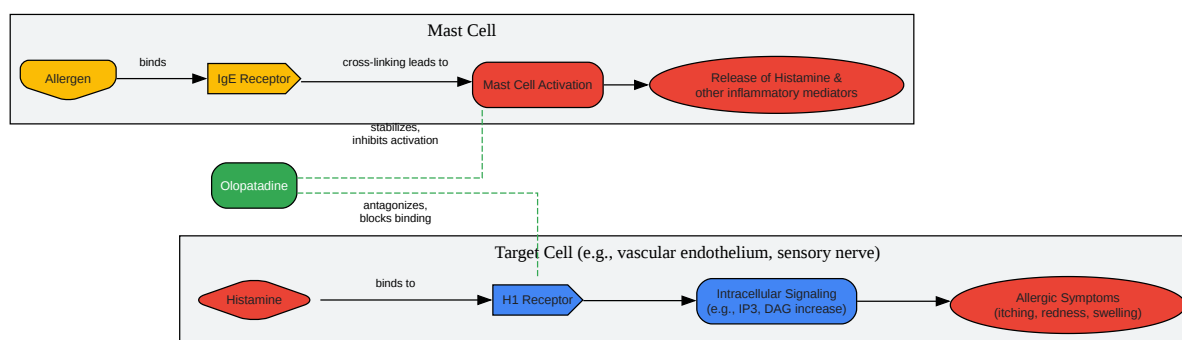 Mast Cell
Allergen
binds
IgE Receptor
cross-linking leads to
Mast Cell Activation
Release of Histamine &
other inflammatory mediators
stabilizes,
inhibits activation
Olopatadine
antagonizes,
blocks binding
Target Cell (e.g., vascular endothelium, sensory nerve)
Histamine
binds to
H1 Receptor
Intracellular Signaling
(e.g., IP3, DAG increase)
Allergic Symptoms
(itching, redness, swelling)